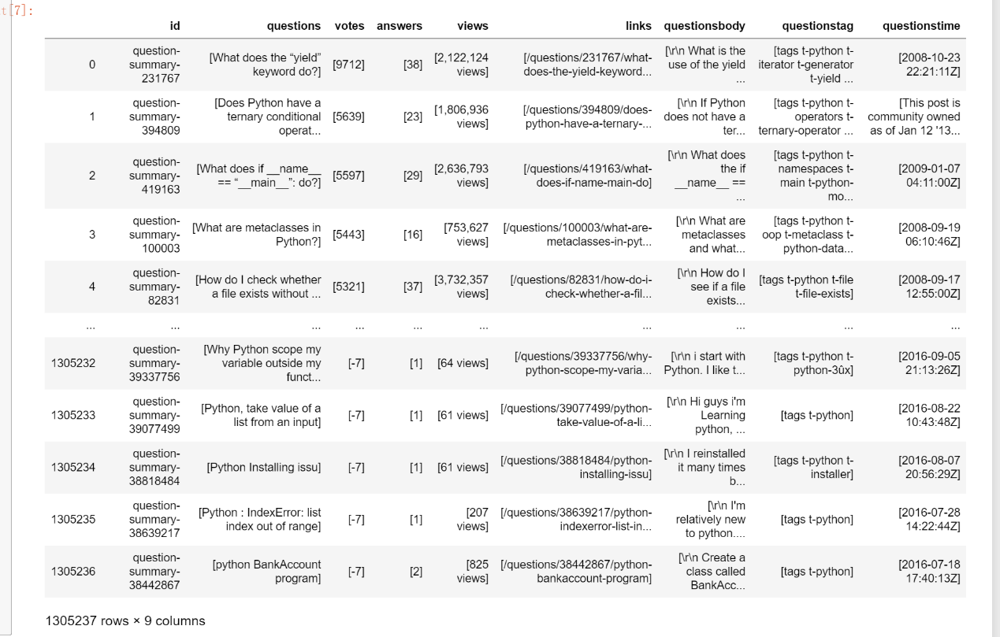 t[7]:
id questions votes answers views links questionsbody questionstag questionstime
0 question-summary-231767 [What does the “yield” keyword do?] [9712] [38] [2,122,124 views] [/questions/231767/what-does-the-yield-keyword... [\r\n What is the use of the yield ... [tags t-python t-iterator t-generator t-yield ... [2008-10-23 22:21:11Z]
1 question-summary-394809 [Does Python have a ternary conditional operat... [5639] [23] [1,806,936 views] [/questions/394809/does-python-have-a-ternary-... [\r\n If Python does not have a ter... [tags t-python t-operators t-ternary-operator ... [This post is community owned as of Jan 12 '13...
2 question-summary-419163 [What does if __name__ == “__main__”: do?] [5597] [29] [2,636,793 views] [/questions/419163/what-does-if-name-main-do] [\r\n What does the if __name__ == ... [tags t-python t-namespaces t-main t-python-mo... [2009-01-07 04:11:00Z]
3 question-summary-100003 [What are metaclasses in Python?] [5443] [16] [753,627 views] [/questions/100003/what-are-metaclasses-in-pyt... [\r\n What are metaclasses and what... [tags t-python t-oop t-metaclass t-python-data... [2008-09-19 06:10:46Z]
4 question-summary-82831 [How do I check whether a file exists without ... [5321] [37] [3,732,357 views] [/questions/82831/how-do-i-check-whether-a-fil... [\r\n How do I see if a file exists... [tags t-python t-file t-file-exists] [2008-09-17 12:55:00Z]
... ... ... ... ... ... ... ... ... ...
1305232 question-summary-39337756 [Why Python scope my variable outside my funct... [-7] [1] [64 views] [/questions/39337756/why-python-scope-my-varia... [\r\n i start with Python. I like t... [tags t-python t-python-3ûx] [2016-09-05 21:13:26Z]
1305233 question-summary-39077499 [Python, take value of a list from an input] [-7] [1] [61 views] [/questions/39077499/python-take-value-of-a-li... [\r\n Hi guys i'm Learning python, ... [tags t-python] [2016-08-22 10:43:48Z]
1305234 question-summary-38818484 [Python Installing issu] [-7] [1] [61 views] [/questions/38818484/python-installing-issu] [\r\n I reinstalled it many times b... [tags t-python t-installer] [2016-08-07 20:56:29Z]
1305235 question-summary-38639217 [Python : IndexError: list index out of range] [-7] [1] [207 views] [/questions/38639217/python-indexerror-list-in... [\r\n I'm relatively new to python.... [tags t-python] [2016-07-28 14:22:44Z]
1305236 question-summary-38442867 [python BankAccount program] [-7] [2] [825 views] [/questions/38442867/python-bankaccount-program] [\r\n Create a class called BankAcc... [tags t-python] [2016-07-18 17:40:13Z]
1305237 rows × 9 columns